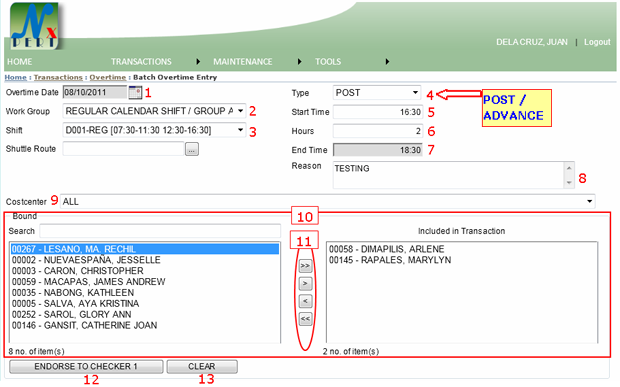 N x
PERT
DELA CRUZ, JUAN | Logout
HOME TRANSACTIONS MAINTENANCE TOOLS
Home : Transactions : Overtime : Batch Overtime Entry
Overtime Date 08/10/2011 1
Type POST 4 POST / ADVANCE
Work Group REGULAR CALENDAR SHIFT / GROUP A 2
Start Time 16:30 5
Shift D001-REG [07:30-11:30 12:30-16:30] 3
Hours 2 6
Shuttle Route ...
End Time 18:30 7
Reason TESTING 8
Costcenter 9 ALL
Bound 10
Search 11 Included in Transaction
00267 - LESANO, MA, RECHIL
00002 - NUEVAESPAÑA, JESSELLE
00003 - CARON, CHRISTOPHER
00059 - MACAPAS, JAMES ANDREW
00035 - NABONG, KATHLEEN
00005 - SALVA, AYA KRISTINA
00252 - SAROL, GLORY ANN
00146 - GANSIT, CATHERINE JOAN
>>
>
<
<<
00058 - DIMAPILIS, ARLENE
00145 - RAPALES, MARYLYN
8 no. of item(s) 2 no. of item(s)
ENDORSE TO CHECKER 1 CLEAR
12 13